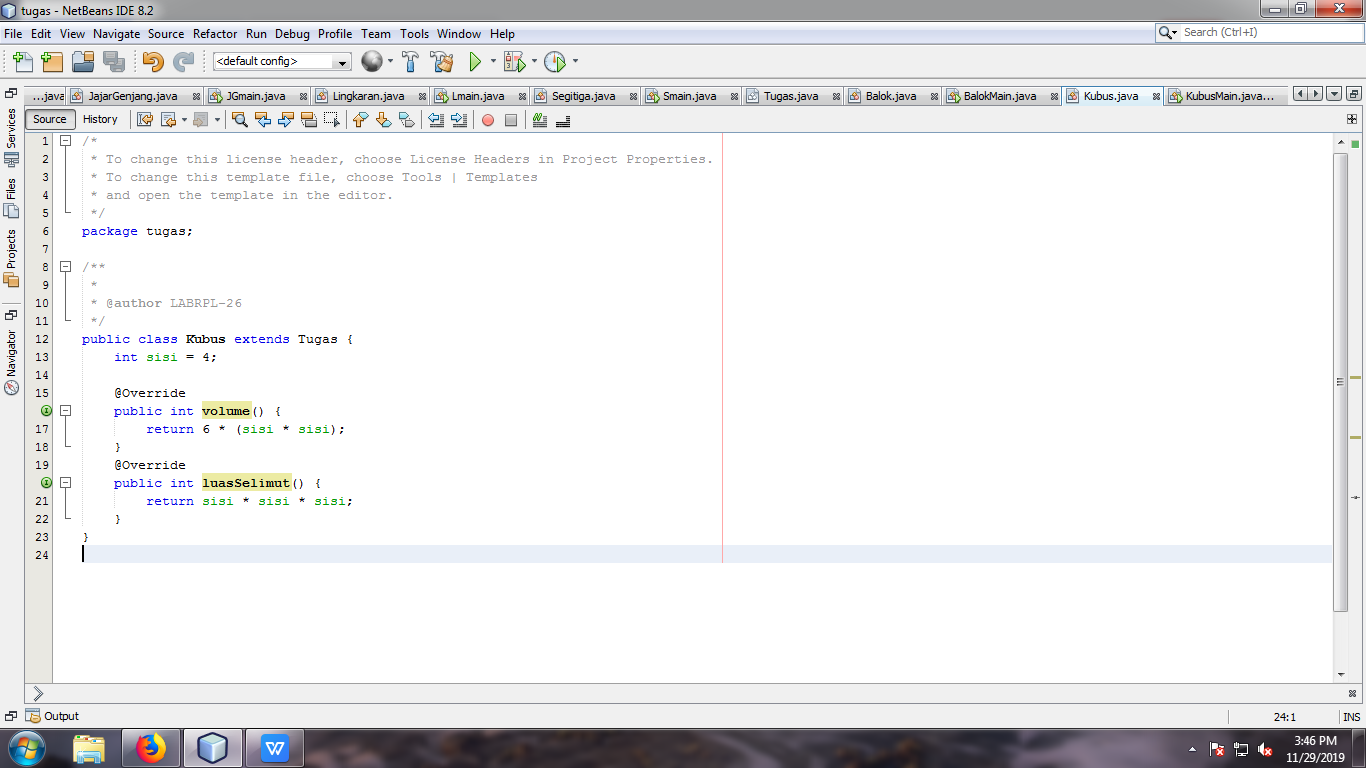 tugas - NetBeans IDE 8.2
File Edit View Navigate Source Refactor Run Debug Profile Team Tools Window Help
Search (Ctrl+I)
<default config>
...java JajarGenjang.java JGmain.java Lingkaran.java Lmain.java Segitiga.java Smain.java Tugas.java Balok.java BalokMain.java Kubus.java KubusMain.java...
Source History
Services
Files
Projects
Navigator
1 /*
2 * To change this license header, choose License Headers in Project Properties.
3 * To change this template file, choose Tools | Templates
4 * and open the template in the editor.
5 */
6 package tugas;
7
8 /**
9 *
10 * @author LABRPL-26
11 */
12 public class Kubus extends Tugas {
13 int sisi = 4;
14
15 @Override
public int volume() {
17 return 6 * (sisi * sisi);
18 }
19 @Override
public int luasSelimut() {
21 return sisi * sisi * sisi;
22 }
23 }
24
Output
24:1 INS
3:46 PM
11/29/2019